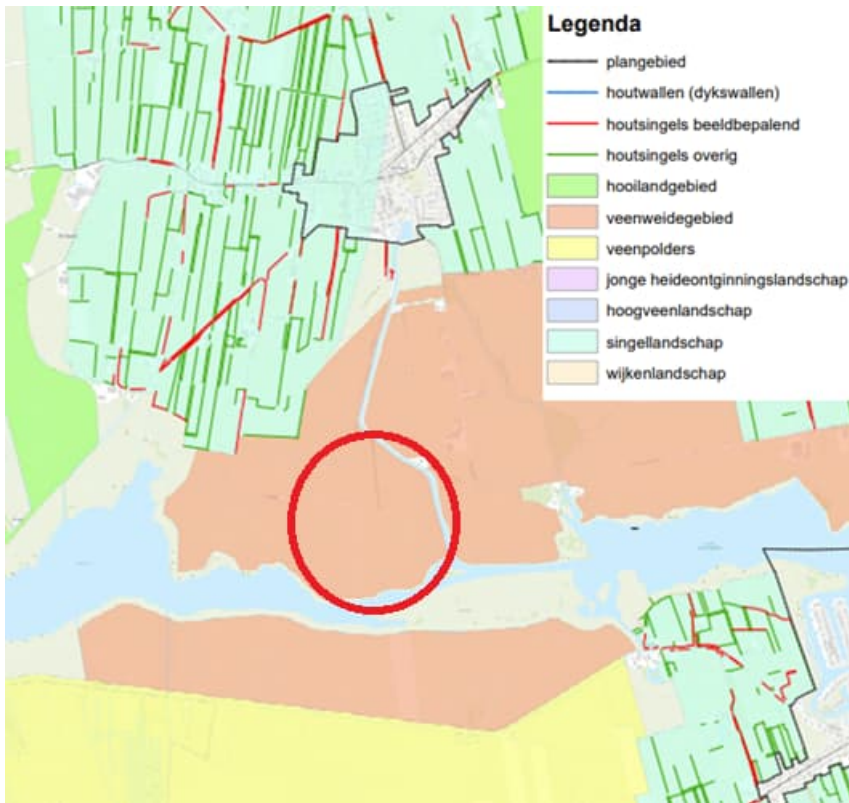 Legenda
plangebied
houtwallen (dykswallen)
houtsingels beeldbepalend
houtsingels overig
hooilandgebied
veenweidegebied
veenpolders
jonge heideontginningslandschap
hoogveenlandschap
singellandschap
wijkenlandschap